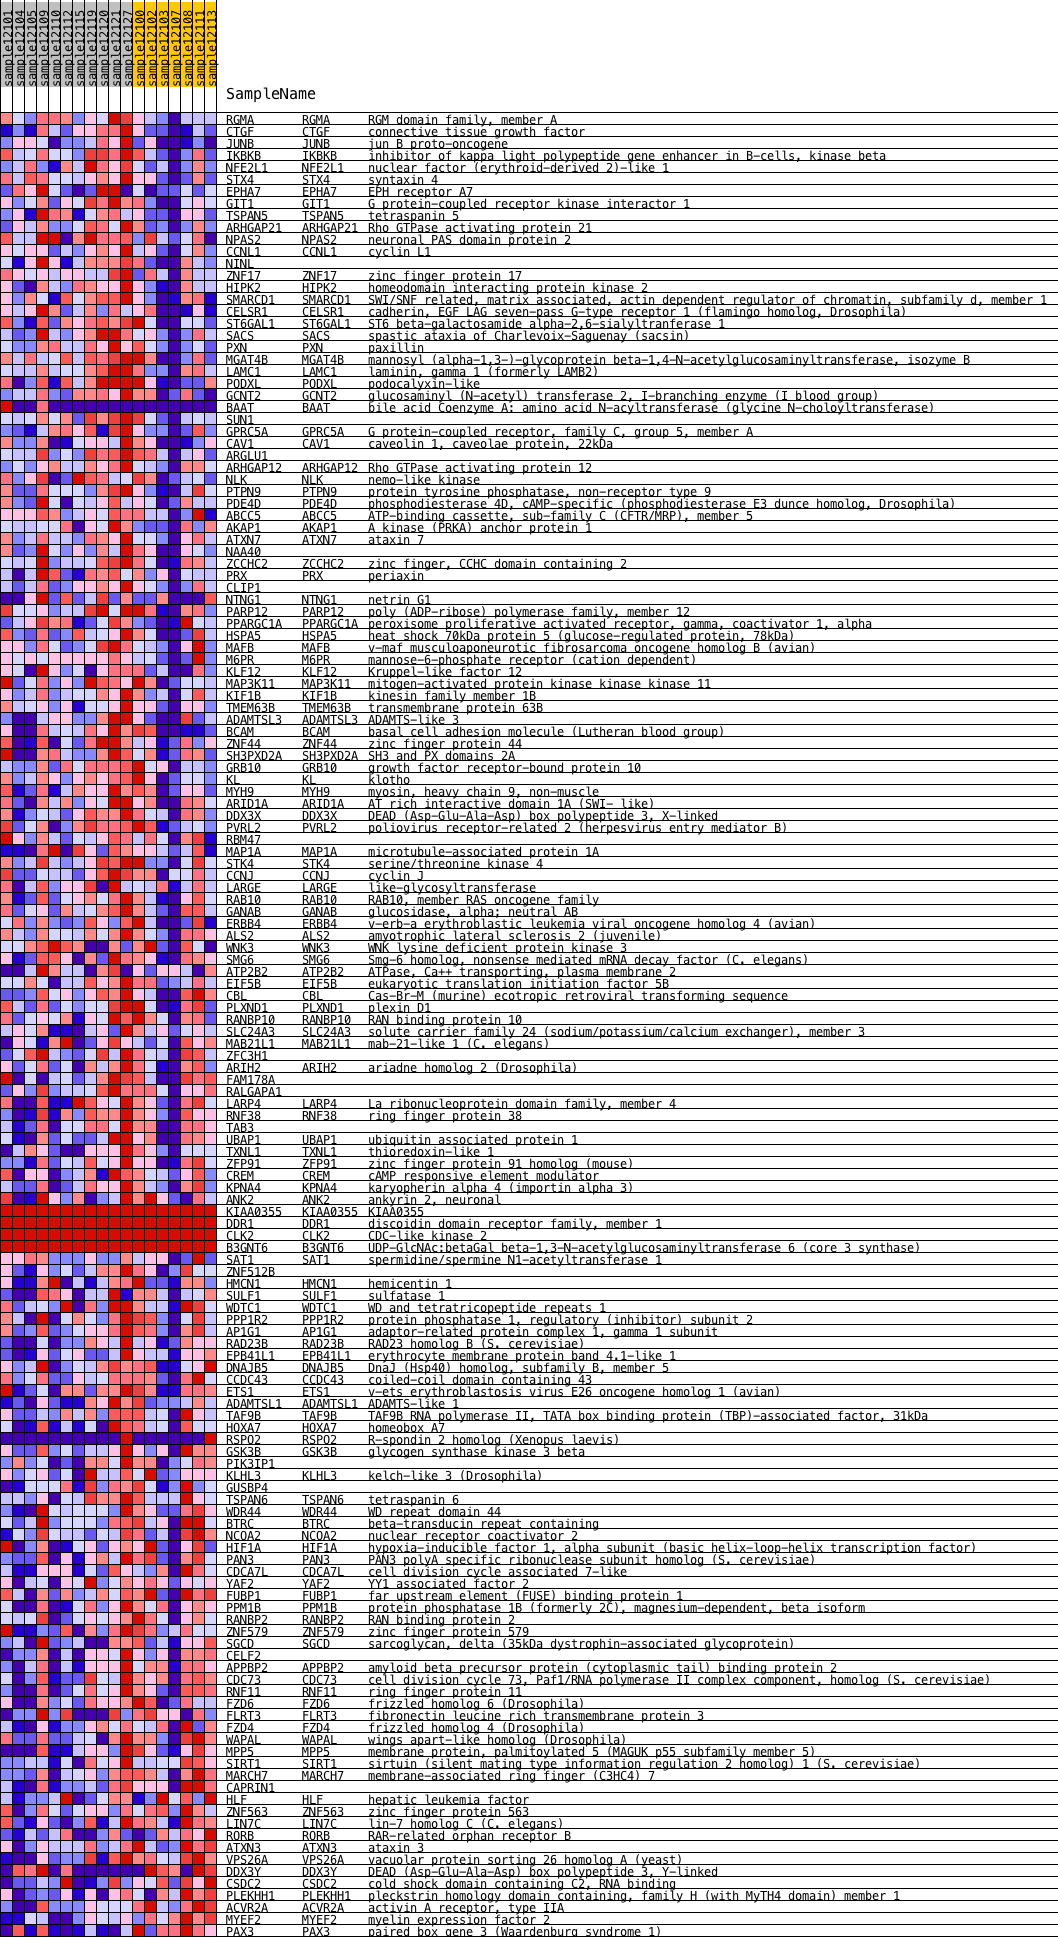 sample12101 sample12104 sample12105 sample12109 sample12110 sample12112 sample12115 sample12119 sample12120 sample12121 sample12127 sample12100 sample12102 sample12103 sample12107 sample12108 sample12111 sample12113
SampleName
RGMA RGMA RGM domain family, member A
CTGF CTGF connective tissue growth factor
JUNB JUNB jun B proto-oncogene
IKBKB IKBKB inhibitor of kappa light polypeptide gene enhancer in B-cells, kinase beta
NFE2L1 NFE2L1 nuclear factor (erythroid-derived 2)-like 1
STX4 STX4 syntaxin 4
EPHA7 EPHA7 EPH receptor A7
GIT1 GIT1 G protein-coupled receptor kinase interactor 1
TSPAN5 TSPAN5 tetraspanin 5
ARHGAP21 ARHGAP21 Rho GTPase activating protein 21
NPAS2 NPAS2 neuronal PAS domain protein 2
CCNL1 CCNL1 cyclin L1
NINL
ZNF17 ZNF17 zinc finger protein 17
HIPK2 HIPK2 homeodomain interacting protein kinase 2
SMARCD1 SMARCD1 SWI/SNF related, matrix associated, actin dependent regulator of chromatin, subfamily d, member 1
CELSR1 CELSR1 cadherin, EGF LAG seven-pass G-type receptor 1 (flamingo homolog, Drosophila)
ST6GAL1 ST6GAL1 ST6 beta-galactosamide alpha-2,6-sialyltranferase 1
SACS SACS spastic ataxia of Charlevoix-Saguenay (sacsin)
PXN PXN paxillin
MGAT4B MGAT4B mannosyl (alpha-1,3-)-glycoprotein beta-1,4-N-acetylglucosaminyltransferase, isozyme B
LAMC1 LAMC1 laminin, gamma 1 (formerly LAMB2)
PODXL PODXL podocalyxin-like
GCNT2 GCNT2 glucosaminyl (N-acetyl) transferase 2, I-branching enzyme (I blood group)
BAAT BAAT bile acid Coenzyme A: amino acid N-acyltransferase (glycine N-choloyltransferase)
SUN1
GPRC5A GPRC5A G protein-coupled receptor, family C, group 5, member A
CAV1 CAV1 caveolin 1, caveolae protein, 22kDa
ARGLU1
ARHGAP12 ARHGAP12 Rho GTPase activating protein 12
NLK NLK nemo-like kinase
PTPN9 PTPN9 protein tyrosine phosphatase, non-receptor type 9
PDE4D PDE4D phosphodiesterase 4D, cAMP-specific (phosphodiesterase E3 dunce homolog, Drosophila)
ABCC5 ABCC5 ATP-binding cassette, sub-family C (CFTR/MRP), member 5
AKAP1 AKAP1 A kinase (PRKA) anchor protein 1
ATXN7 ATXN7 ataxin 7
NAA40
ZCCHC2 ZCCHC2 zinc finger, CCHC domain containing 2
PRX PRX periaxin
CLIP1
NTNG1 NTNG1 netrin G1
PARP12 PARP12 poly (ADP-ribose) polymerase family, member 12
PPARGC1A PPARGC1A peroxisome proliferative activated receptor, gamma, coactivator 1, alpha
HSPA5 HSPA5 heat shock 70kDa protein 5 (glucose-regulated protein, 78kDa)
MAFB MAFB v-maf musculoaponeurotic fibrosarcoma oncogene homolog B (avian)
M6PR M6PR mannose-6-phosphate receptor (cation dependent)
KLF12 KLF12 Kruppel-like factor 12
MAP3K11 MAP3K11 mitogen-activated protein kinase kinase kinase 11
KIF1B KIF1B kinesin family member 1B
TMEM63B TMEM63B transmembrane protein 63B
ADAMTSL3 ADAMTSL3 ADAMTS-like 3
BCAM BCAM basal cell adhesion molecule (Lutheran blood group)
ZNF44 ZNF44 zinc finger protein 44
SH3PXD2A SH3PXD2A SH3 and PX domains 2A
GRB10 GRB10 growth factor receptor-bound protein 10
KL KL klotho
MYH9 MYH9 myosin, heavy chain 9, non-muscle
ARID1A ARID1A AT rich interactive domain 1A (SWI- like)
DDX3X DDX3X DEAD (Asp-Glu-Ala-Asp) box polypeptide 3, X-linked
PVRL2 PVRL2 poliovirus receptor-related 2 (herpesvirus entry mediator B)
RBM47
MAP1A MAP1A microtubule-associated protein 1A
STK4 STK4 serine/threonine kinase 4
CCNJ CCNJ cyclin J
LARGE LARGE like-glycosyltransferase
RAB10 RAB10 RAB10, member RAS oncogene family
GANAB GANAB glucosidase, alpha; neutral AB
ERBB4 ERBB4 v-erb-a erythroblastic leukemia viral oncogene homolog 4 (avian)
ALS2 ALS2 amyotrophic lateral sclerosis 2 (juvenile)
WNK3 WNK3 WNK lysine deficient protein kinase 3
SMG6 SMG6 Smg-6 homolog, nonsense mediated mRNA decay factor (C. elegans)
ATP2B2 ATP2B2 ATPase, Ca++ transporting, plasma membrane 2
EIF5B EIF5B eukaryotic translation initiation factor 5B
CBL CBL Cas-Br-M (murine) ecotropic retroviral transforming sequence
PLXND1 PLXND1 plexin D1
RANBP10 RANBP10 RAN binding protein 10
SLC24A3 SLC24A3 solute carrier family 24 (sodium/potassium/calcium exchanger), member 3
MAB21L1 MAB21L1 mab-21-like 1 (C. elegans)
ZFC3H1
ARIH2 ARIH2 ariadne homolog 2 (Drosophila)
FAM178A
RALGAPA1
LARP4 LARP4 La ribonucleoprotein domain family, member 4
RNF38 RNF38 ring finger protein 38
TAB3
UBAP1 UBAP1 ubiquitin associated protein 1
TXNL1 TXNL1 thioredoxin-like 1
ZFP91 ZFP91 zinc finger protein 91 homolog (mouse)
CREM CREM cAMP responsive element modulator
KPNA4 KPNA4 karyopherin alpha 4 (importin alpha 3)
ANK2 ANK2 ankyrin 2, neuronal
KIAA0355 KIAA0355 KIAA0355
DDR1 DDR1 discoidin domain receptor family, member 1
CLK2 CLK2 CDC-like kinase 2
B3GNT6 B3GNT6 UDP-GlcNAc:betaGal beta-1,3-N-acetylglucosaminyltransferase 6 (core 3 synthase)
SAT1 SAT1 spermidine/spermine N1-acetyltransferase 1
ZNF512B
HMCN1 HMCN1 hemicentin 1
SULF1 SULF1 sulfatase 1
WDTC1 WDTC1 WD and tetratricopeptide repeats 1
PPP1R2 PPP1R2 protein phosphatase 1, regulatory (inhibitor) subunit 2
AP1G1 AP1G1 adaptor-related protein complex 1, gamma 1 subunit
RAD23B RAD23B RAD23 homolog B (S. cerevisiae)
EPB41L1 EPB41L1 erythrocyte membrane protein band 4.1-like 1
DNAJB5 DNAJB5 DnaJ (Hsp40) homolog, subfamily B, member 5
CCDC43 CCDC43 coiled-coil domain containing 43
ETS1 ETS1 v-ets erythroblastosis virus E26 oncogene homolog 1 (avian)
ADAMTSL1 ADAMTSL1 ADAMTS-like 1
TAF9B TAF9B TAF9B RNA polymerase II, TATA box binding protein (TBP)-associated factor, 31kDa
HOXA7 HOXA7 homeobox A7
RSPO2 RSPO2 R-spondin 2 homolog (Xenopus laevis)
GSK3B GSK3B glycogen synthase kinase 3 beta
PIK3IP1
KLHL3 KLHL3 kelch-like 3 (Drosophila)
GUSBP4
TSPAN6 TSPAN6 tetraspanin 6
WDR44 WDR44 WD repeat domain 44
BTRC BTRC beta-transducin repeat containing
NCOA2 NCOA2 nuclear receptor coactivator 2
HIF1A HIF1A hypoxia-inducible factor 1, alpha subunit (basic helix-loop-helix transcription factor)
PAN3 PAN3 PAN3 polyA specific ribonuclease subunit homolog (S. cerevisiae)
CDCA7L CDCA7L cell division cycle associated 7-like
YAF2 YAF2 YY1 associated factor 2
FUBP1 FUBP1 far upstream element (FUSE) binding protein 1
PPM1B PPM1B protein phosphatase 1B (formerly 2C), magnesium-dependent, beta isoform
RANBP2 RANBP2 RAN binding protein 2
ZNF579 ZNF579 zinc finger protein 579
SGCD SGCD sarcoglycan, delta (35kDa dystrophin-associated glycoprotein)
CELF2
APPBP2 APPBP2 amyloid beta precursor protein (cytoplasmic tail) binding protein 2
CDC73 CDC73 cell division cycle 73, Paf1/RNA polymerase II complex component, homolog (S. cerevisiae)
RNF11 RNF11 ring finger protein 11
FZD6 FZD6 frizzled homolog 6 (Drosophila)
FLRT3 FLRT3 fibronectin leucine rich transmembrane protein 3
FZD4 FZD4 frizzled homolog 4 (Drosophila)
WAPAL WAPAL wings apart-like homolog (Drosophila)
MPP5 MPP5 membrane protein, palmitoylated 5 (MAGUK p55 subfamily member 5)
SIRT1 SIRT1 sirtuin (silent mating type information regulation 2 homolog) 1 (S. cerevisiae)
MARCH7 MARCH7 membrane-associated ring finger (C3HC4) 7
CAPRIN1
HLF HLF hepatic leukemia factor
ZNF563 ZNF563 zinc finger protein 563
LIN7C LIN7C lin-7 homolog C (C. elegans)
RORB RORB RAR-related orphan receptor B
ATXN3 ATXN3 ataxin 3
VPS26A VPS26A vacuolar protein sorting 26 homolog A (yeast)
DDX3Y DDX3Y DEAD (Asp-Glu-Ala-Asp) box polypeptide 3, Y-linked
CSDC2 CSDC2 cold shock domain containing C2, RNA binding
PLEKHH1 PLEKHH1 pleckstrin homology domain containing, family H (with MyTH4 domain) member 1
ACVR2A ACVR2A activin A receptor, type IIA
MYEF2 MYEF2 myelin expression factor 2
PAX3 PAX3 paired box gene 3 (Waardenburg syndrome 1)